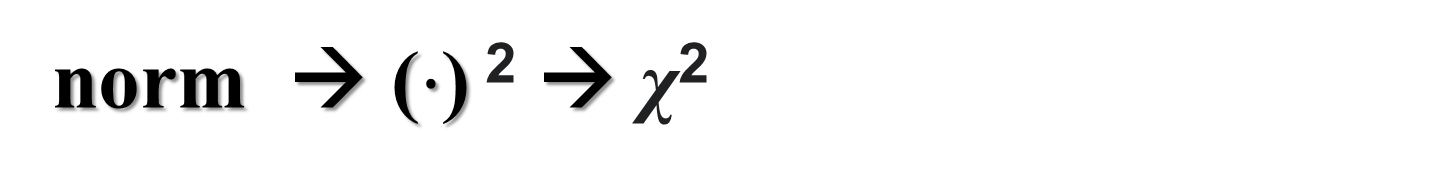 norm → (·) ² → χ²